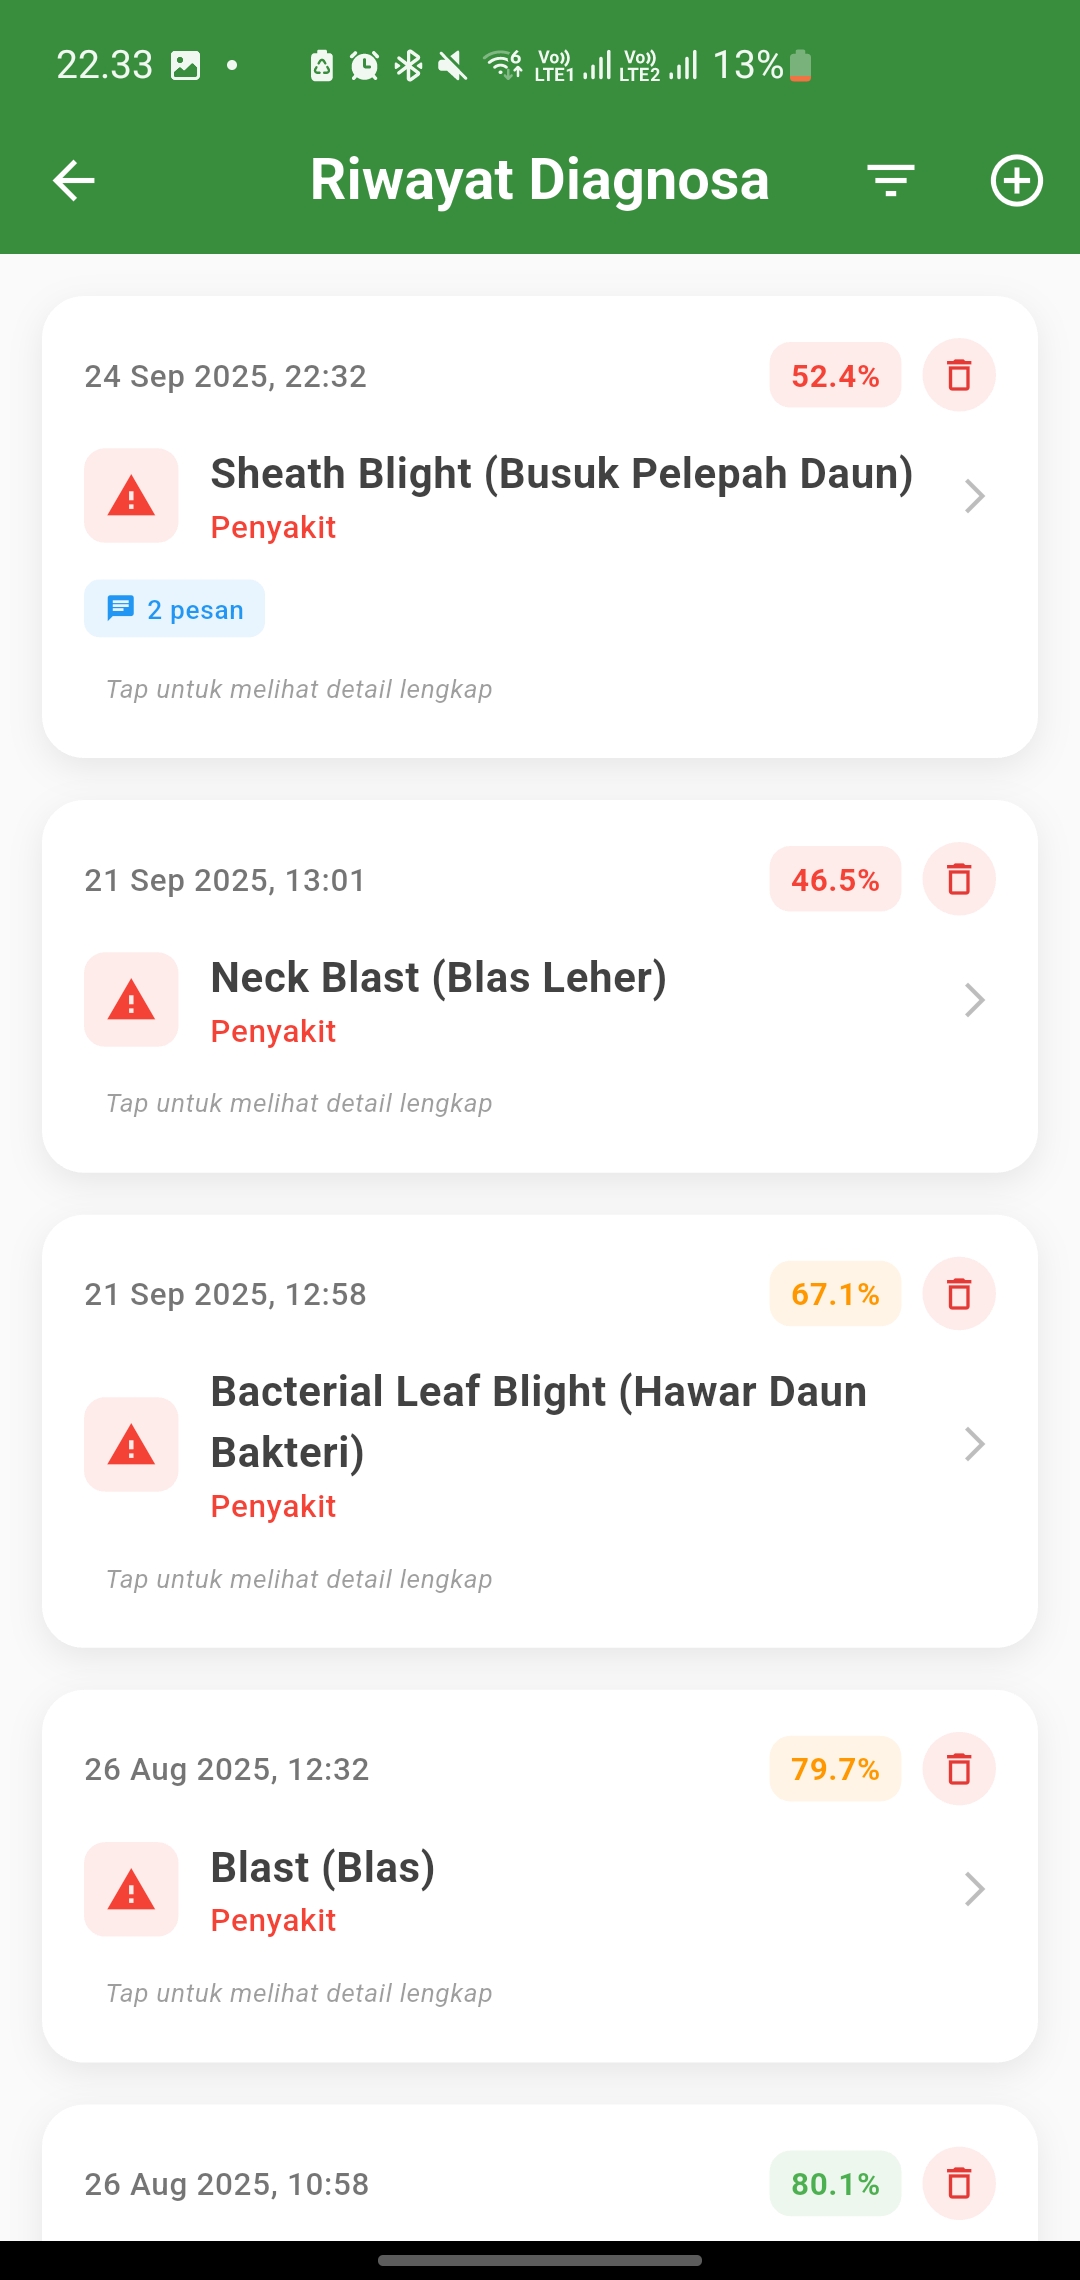 22.33
6
Vo)) LTE1
Vo)) LTE2
13%
Riwayat Diagnosa
24 Sep 2025, 22:32
52.4%
Sheath Blight (Busuk Pelepah Daun)
Penyakit
2 pesan
Tap untuk melihat detail lengkap
21 Sep 2025, 13:01
46.5%
Neck Blast (Blas Leher)
Penyakit
Tap untuk melihat detail lengkap
21 Sep 2025, 12:58
67.1%
Bacterial Leaf Blight (Hawar Daun
Bakteri)
Penyakit
Tap untuk melihat detail lengkap
26 Aug 2025, 12:32
79.7%
Blast (Blas)
Penyakit
Tap untuk melihat detail lengkap
26 Aug 2025, 10:58
80.1%